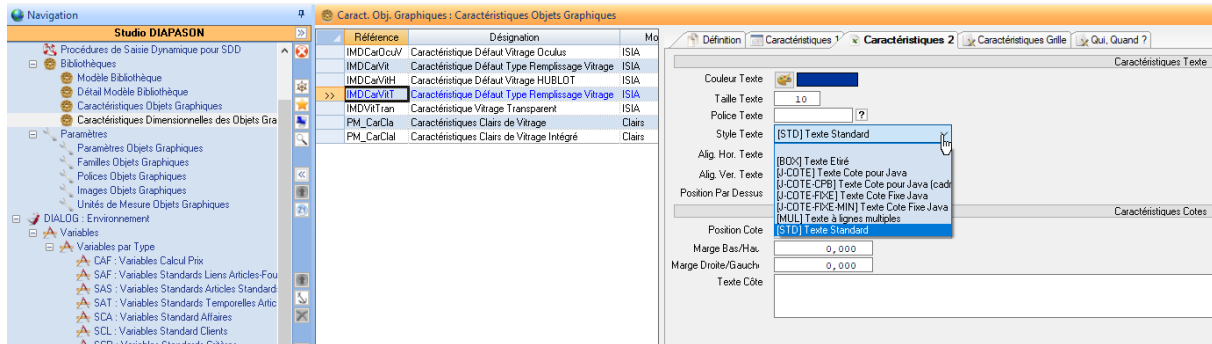 Navigation
Studio DIAPASON
Procédures de Saisie Dynamique pour SDD
Bibliothèques
Modèle Bibliothèque
Détail Modèle Bibliothèque
Caractéristiques Objets Graphiques
Caractéristiques Dimensionnelles des Objets Gra
Paramètres
Paramètres Objets Graphiques
Familles Objets Graphiques
Polices Objets Graphiques
Images Objets Graphiques
Unités de Mesure Objets Graphiques
DIALOG : Environnement
Variables
Variables par Type
CAF : Variables Calcul Prix
SAF : Variables Standards Liens Articles-Fou
SAS : Variables Standards Articles Standard
SAT : Variables Standards Temporelles Artic
SCA : Variables Standard Affaires
SCL : Variables Standard Clients
Caract. Obj. Graphiques : Caractéristiques Objets Graphiques
Référence Désignation Mo
IMDCarOcuV Caractéristique Défaut Vitrage Oculus ISIA
IMDCarVit Caractéristique Défaut Type Remplissage Vitrage ISIA
IMDCarVitH Caractéristique Défaut Vitrage HUBLOT ISIA
>> IMDCarVitT Caractéristique Défaut Type Remplissage Vitrage ISIA
IMDVitTran Caractéristique Vitrage Transparent ISIA
PM_CarCla Caractéristiques Clairs de Vitrage Clairs
PM_CarClaI Caractéristiques Clairs de Vitrage Intégré Clairs
Définition Caractéristiques 1 Caractéristiques 2 Caractéristiques Grille Qui, Quand ?
Caractéristiques Texte
Couleur Texte
Taille Texte 10
Police Texte ?
Style Texte [STD] Texte Standard
Alig. Hor. Texte
[BOX] Texte Etiré
Alig. Ver. Texte
[J-COTE] Texte Cote pour Java
[J-COTE-CPB] Texte Cote pour Java (cadr
Position Par Dessus
[J-COTE-FIXE] Texte Cote Fixe Java
[J-COTE-FIXE-MIN] Texte Cote Fixe Java
[MUL] Texte à lignes multiples
Caractéristiques Cotes
Position Cote
[STD] Texte Standard
Marge Bas/Hau 0,000
Marge Droite/Gauch 0,000
Texte Côte